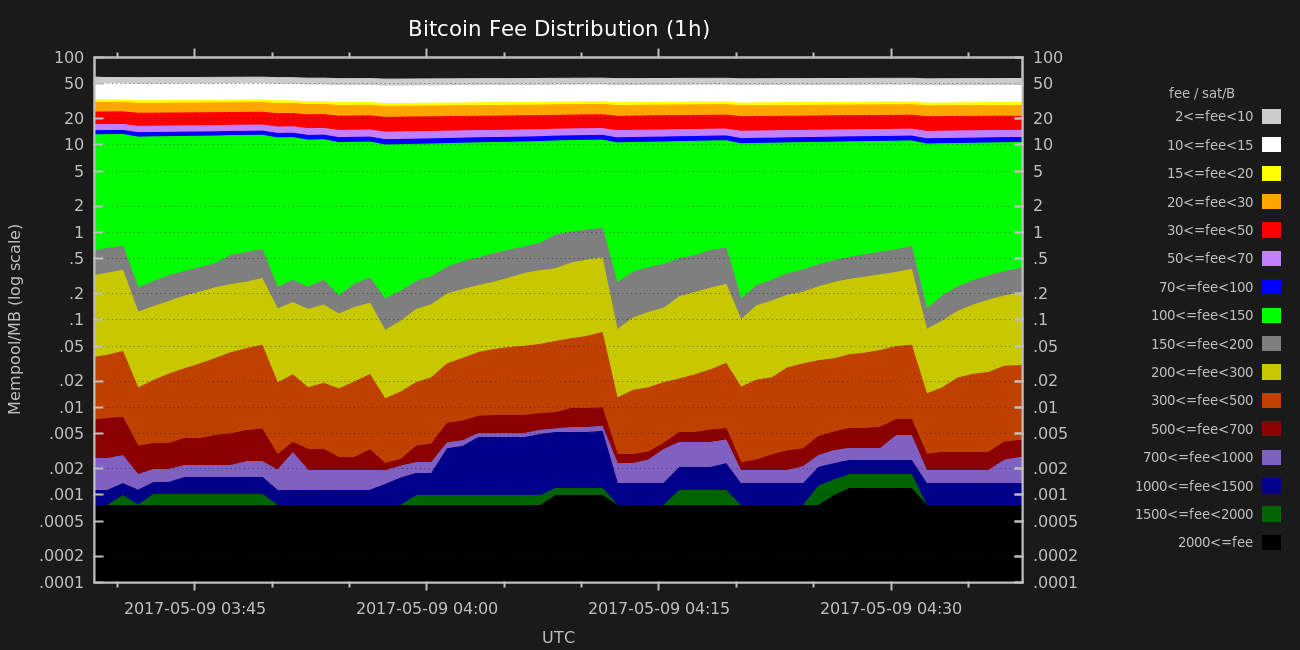 Bitcoin Fee Distribution (1h)
Mempool/MB (log scale)
100
50
20
10
5
2
1
.5
.2
.1
.05
.02
.01
.005
.002
.001
.0005
.0002
.0001
100
50
20
10
5
2
1
.5
.2
.1
.05
.02
.01
.005
.002
.001
.0005
.0002
.0001
2017-05-09 03:45
2017-05-09 04:00
2017-05-09 04:15
2017-05-09 04:30
UTC
fee / sat/B
2<=fee<10
10<=fee<15
15<=fee<20
20<=fee<30
30<=fee<50
50<=fee<70
70<=fee<100
100<=fee<150
150<=fee<200
200<=fee<300
300<=fee<500
500<=fee<700
700<=fee<1000
1000<=fee<1500
1500<=fee<2000
2000<=fee